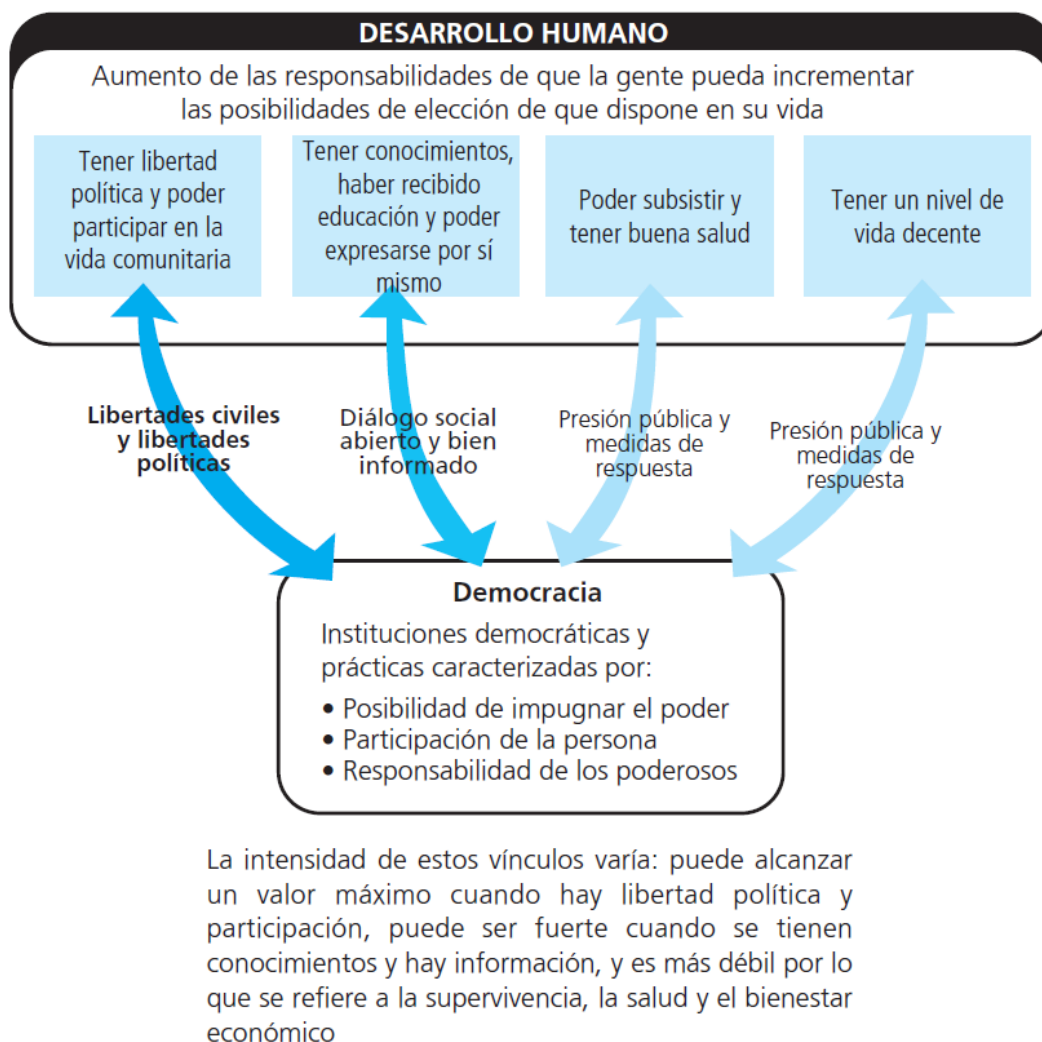 DESARROLLO HUMANO
Aumento de las responsabilidades de que la gente pueda incrementar
las posibilidades de elección de que dispone en su vida
Tener libertad
política y poder
participar en la
vida comunitaria
Tener conocimientos,
haber recibido
educación y poder
expresarse por sí
mismo
Poder subsistir y
tener buena salud
Tener un nivel de
vida decente
Libertades civiles
y libertades
políticas
Diálogo social
abierto y bien
informado
Presión pública y
medidas de
respuesta
Presión pública y
medidas de
respuesta
Democracia
Instituciones democráticas y
prácticas caracterizadas por:
• Posibilidad de impugnar el poder
• Participación de la persona
• Responsabilidad de los poderosos
La intensidad de estos vínculos varía: puede alcanzar
un valor máximo cuando hay libertad política y
participación, puede ser fuerte cuando se tienen
conocimientos y hay información, y es más débil por lo
que se refiere a la supervivencia, la salud y el bienestar
económico